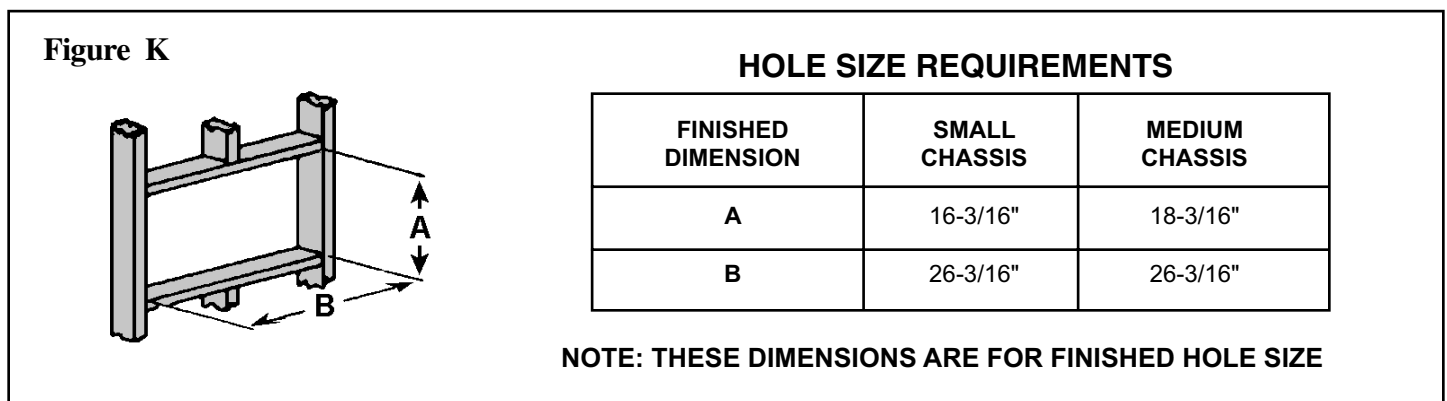 Figure K
A
B
HOLE SIZE REQUIREMENTS
FINISHED DIMENSION SMALL CHASSIS MEDIUM CHASSIS
A 16-3/16" 18-3/16"
B 26-3/16" 26-3/16"
NOTE: THESE DIMENSIONS ARE FOR FINISHED HOLE SIZE